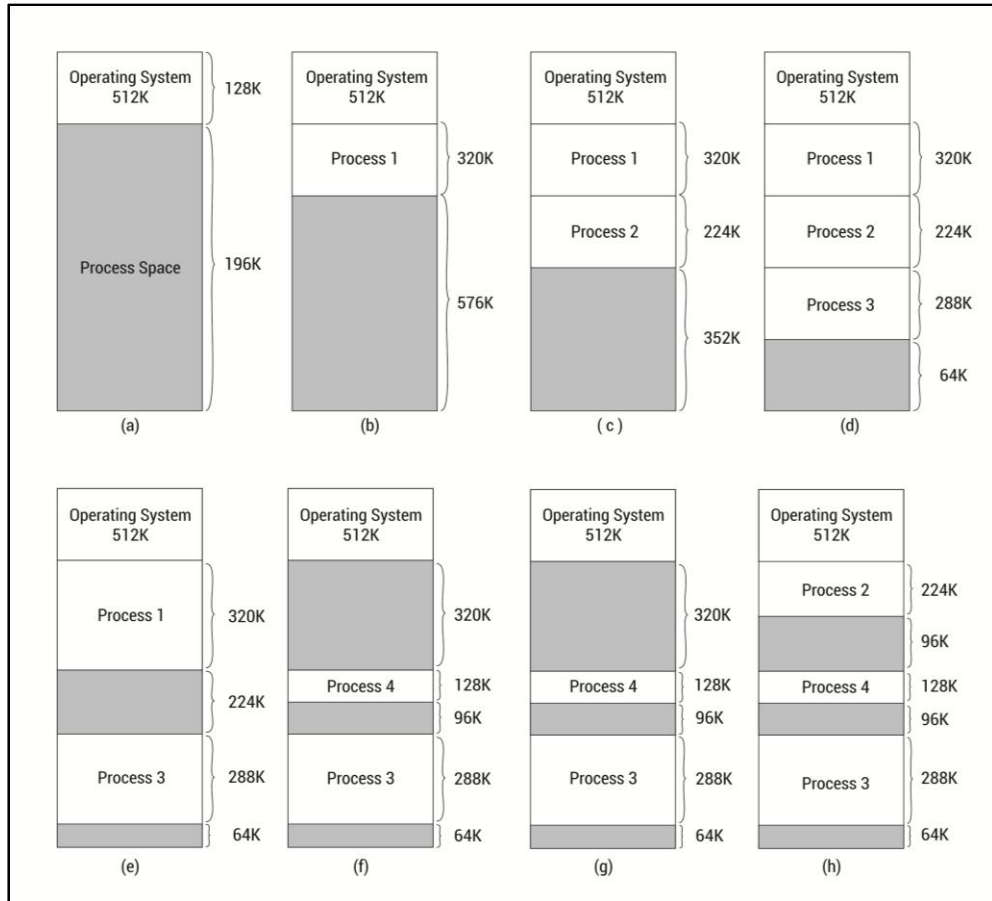 Operating System
512K
128K
Process Space
196K
(a)
Operating System
512K
Process 1
320K
576K
(b)
Operating System
512K
Process 1
320K
Process 2
224K
352K
( c )
Operating System
512K
Process 1
320K
Process 2
224K
Process 3
288K
64K
(d)
Operating System
512K
Process 1
320K
224K
Process 3
288K
64K
(e)
Operating System
512K
320K
Process 4
128K
96K
Process 3
288K
64K
(f)
Operating System
512K
320K
Process 4
128K
96K
Process 3
288K
64K
(g)
Operating System
512K
Process 2
224K
96K
Process 4
128K
96K
Process 3
288K
64K
(h)